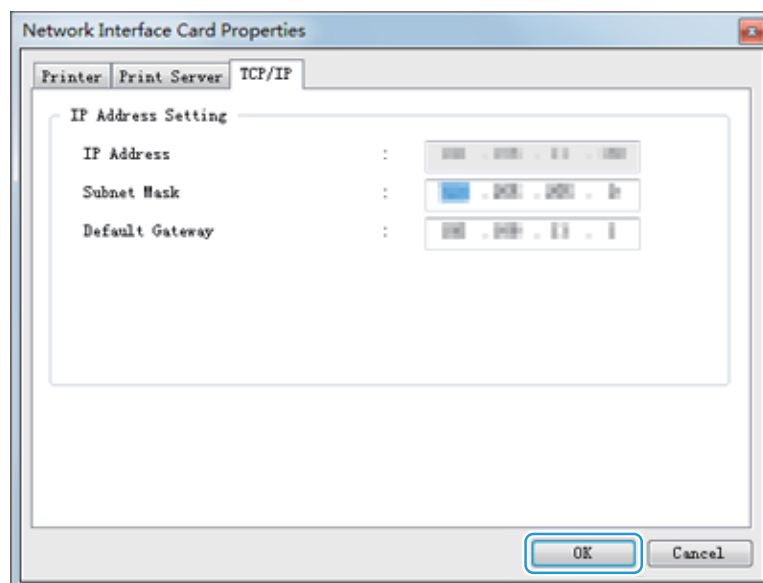 Network Interface Card Properties
Printer Print Server TCP/IP
IP Address Setting
IP Address :
Subnet Mask :
Default Gateway :
OK Cancel